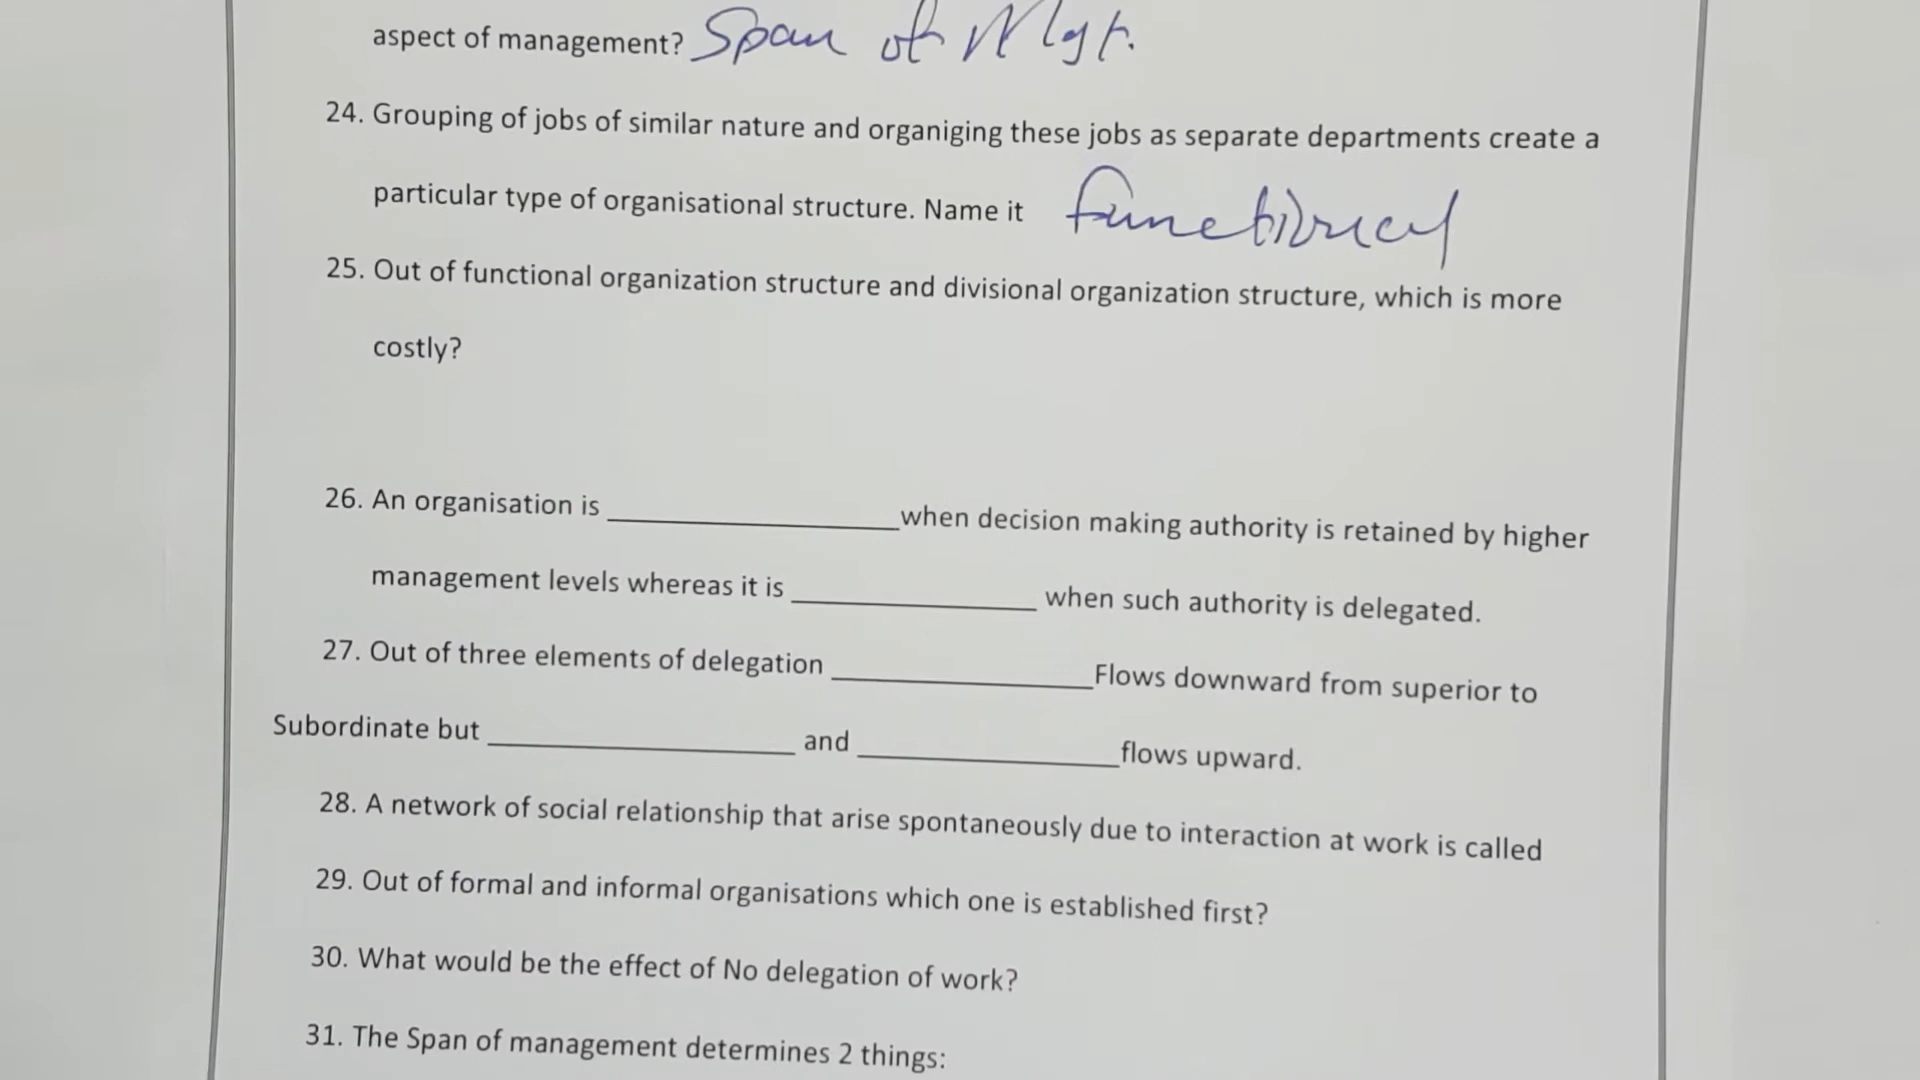 aspect of management? Span of Mgt.
24. Grouping of jobs of similar nature and organiging these jobs as separate departments create a
particular type of organisational structure. Name it functional
25. Out of functional organization structure and divisional organization structure, which is more
costly?
26. An organisation is ____________________when decision making authority is retained by higher
management levels whereas it is _________________ when such authority is delegated.
27. Out of three elements of delegation __________________Flows downward from superior to
Subordinate but _____________________ and __________________flows upward.
28. A network of social relationship that arise spontaneously due to interaction at work is called
29. Out of formal and informal organisations which one is established first?
30. What would be the effect of No delegation of work?
31. The Span of management determines 2 things: